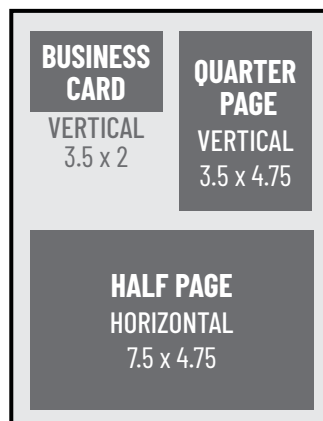 BUSINESS
CARD
VERTICAL
3.5 x 2
QUARTER
PAGE
VERTICAL
3.5 x 4.75
HALF PAGE
HORIZONTAL
7.5 x 4.75